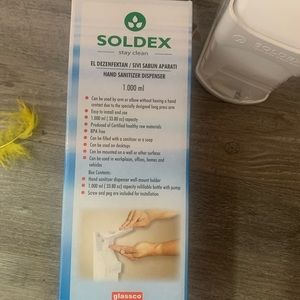 SOLDEX
stay clean
EL DEZENFEKTAN / SIVI SABUN APARATI
HAND SANITIZER DISPENSER
1.000 ml
• Can be used by arm or elbow without having a hand
contact due to the specially designed long press arm
• Easy to install and use
• 1.000 ml ( 33.80 oz) capacity
• Produced of Certified healthy raw materials
• BPA Free
• Can be filled with a sanitizer or a soap
• Can be used on desktops
• Can be mounted on a wall or other surfaces
• Can be used in workplaces, offices, homes and
vehicles
Box Contents:
• Hand sanitizer dispenser wall-mount holder
• 1.000 ml ( 33.80 oz) capacity refillable bottle with pump
• Screw and peg are included for installation
glassco